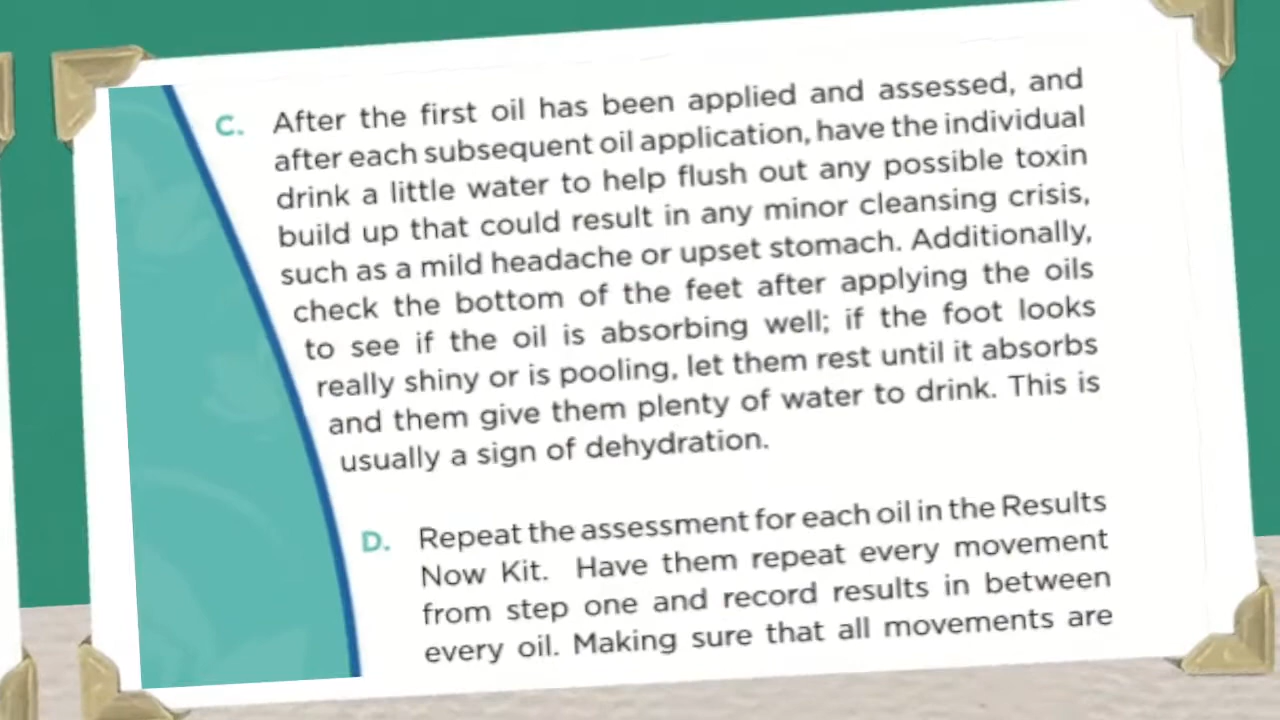 C. After the first oil has been applied and assessed, and
after each subsequent oil application, have the individual
drink a little water to help flush out any possible toxin
build up that could result in any minor cleansing crisis,
such as a mild headache or upset stomach. Additionally,
check the bottom of the feet after applying the oils
to see if the oil is absorbing well; if the foot looks
really shiny or is pooling, let them rest until it absorbs
and them give them plenty of water to drink. This is
usually a sign of dehydration.
D. Repeat the assessment for each oil in the Results
Now Kit. Have them repeat every movement
from step one and record results in between
every oil. Making sure that all movements are